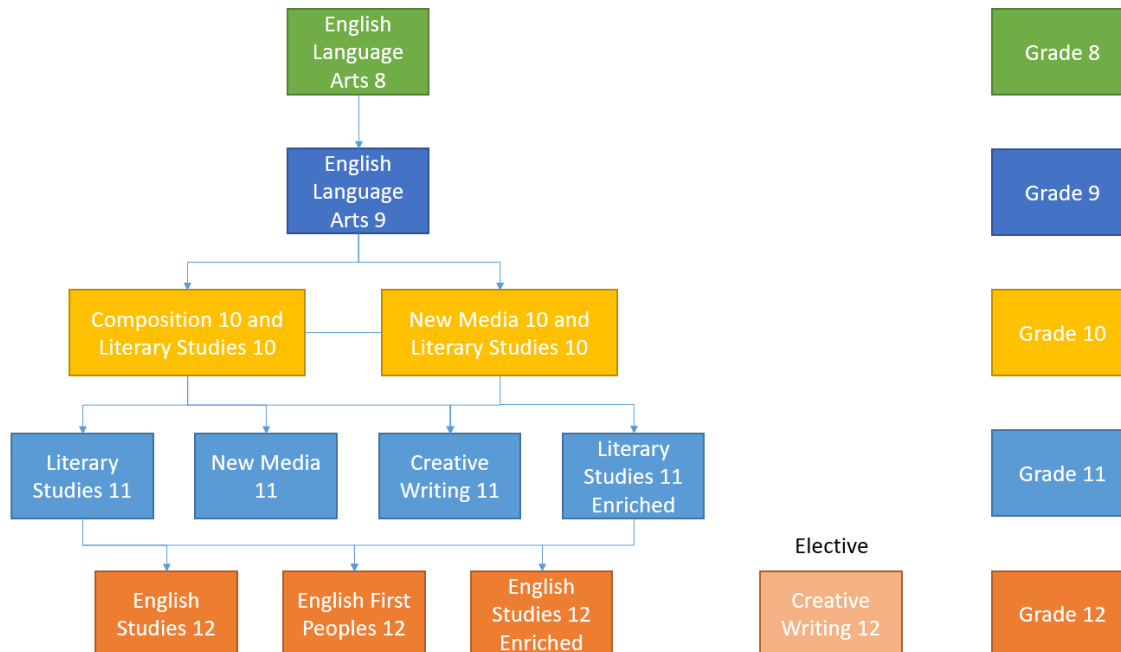 English
Language
Arts 8
Grade 8
English
Language
Arts 9
Grade 9
Composition 10 and
Literary Studies 10
New Media 10 and
Literary Studies 10
Grade 10
Literary
Studies 11
New Media
11
Creative
Writing 11
Literary
Studies 11
Enriched
Grade 11
English
Studies 12
English First
Peoples 12
English
Studies 12
Enriched
Elective
Creative
Writing 12
Grade 12